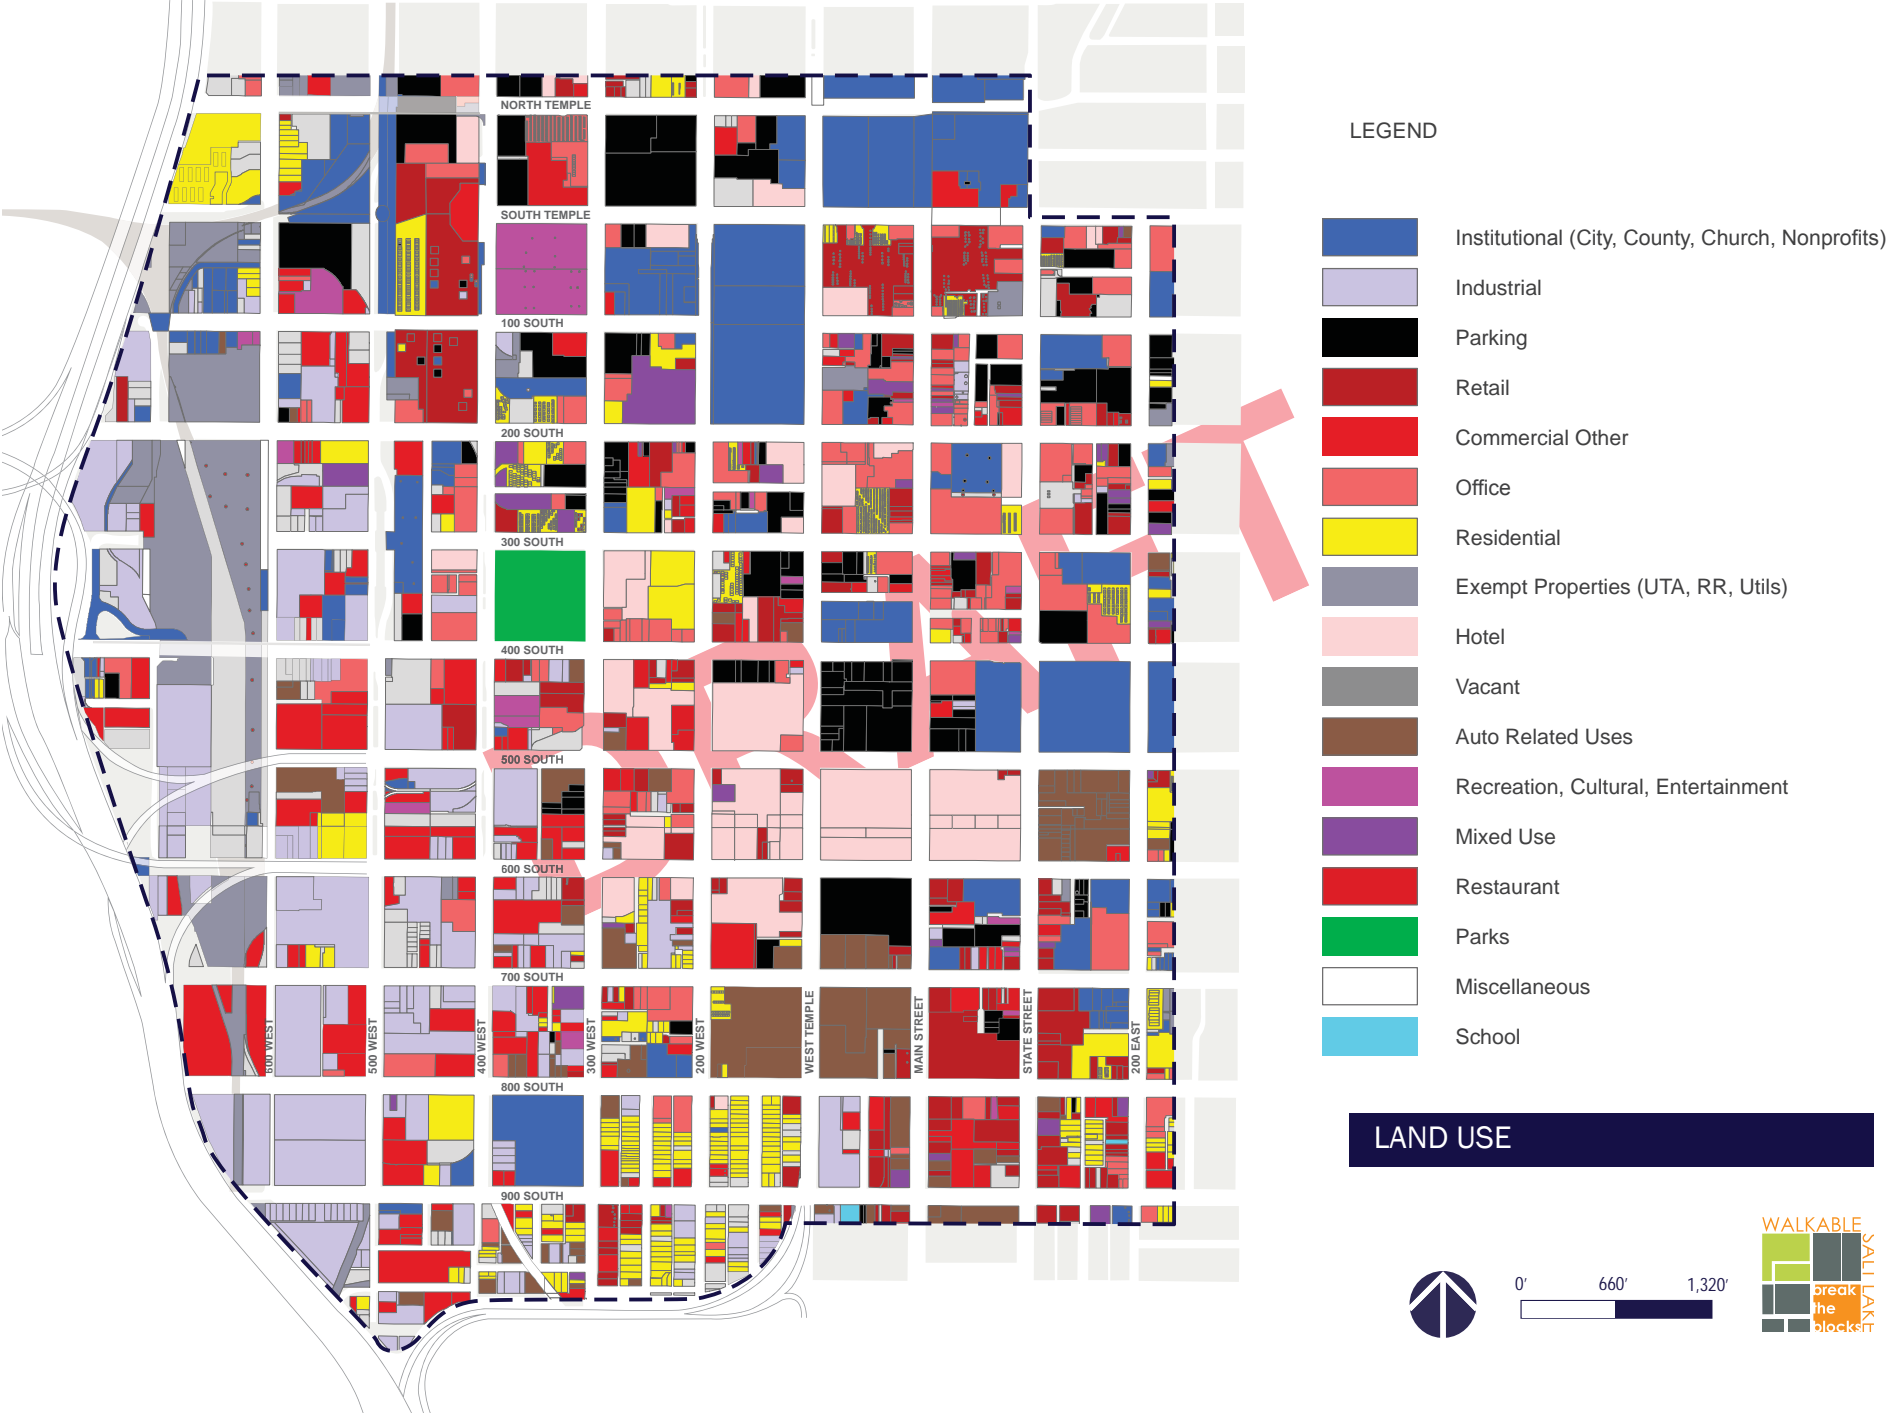 NORTH TEMPLE
SOUTH TEMPLE
100 SOUTH
200 SOUTH
300 SOUTH
400 SOUTH
500 SOUTH
600 SOUTH
700 SOUTH
600 WEST
500 WEST
400 WEST
300 WEST
200 WEST
WEST TEMPLE
MAIN STREET
STATE STREET
200 EAST
800 SOUTH
900 SOUTH
DRAFT
LEGEND
Institutional (City, County, Church, Nonprofits)
Industrial
Parking
Retail
Commercial Other
Office
Residential
Exempt Properties (UTA, RR, Utils)
Hotel
Vacant
Auto Related Uses
Recreation, Cultural, Entertainment
Mixed Use
Restaurant
Parks
Miscellaneous
School
LAND USE
0' 660' 1,320'
WALKABLE
SALT LAKE
break
the
blocks